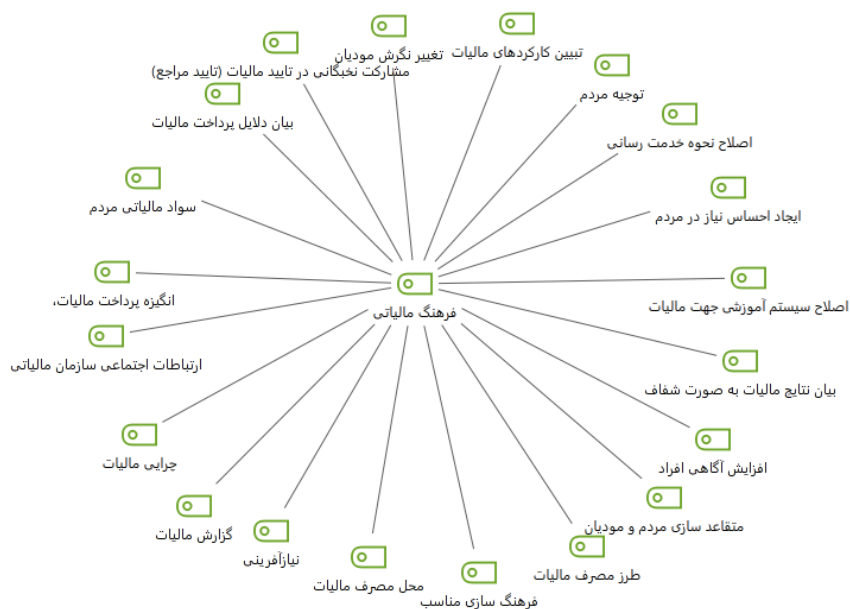 تبیین کارکردهای مالیات
تغییر نگرش مودیان
مشارکت نخبگانی در تایید مالیات (تایید مراجع)
توجیه مردم
بیان دلایل پرداخت مالیات
اصلاح نحوه خدمت رسانی
سواد مالیاتی مردم
ایجاد احساس نیاز در مردم
انگیزه پرداخت مالیات،
اصلاح سیستم آموزشی جهت مالیات
فرهنگ مالیاتی
ارتباطات اجتماعی سازمان مالیاتی
بیان نتایج مالیات به صورت شفاف
چرایی مالیات
افزایش آگاهی افراد
گزارش مالیات
متقاعد سازی مردم و مودیان
نیازآفرینی
طرز مصرف مالیات
محل مصرف مالیات
فرهنگ سازی مناسب